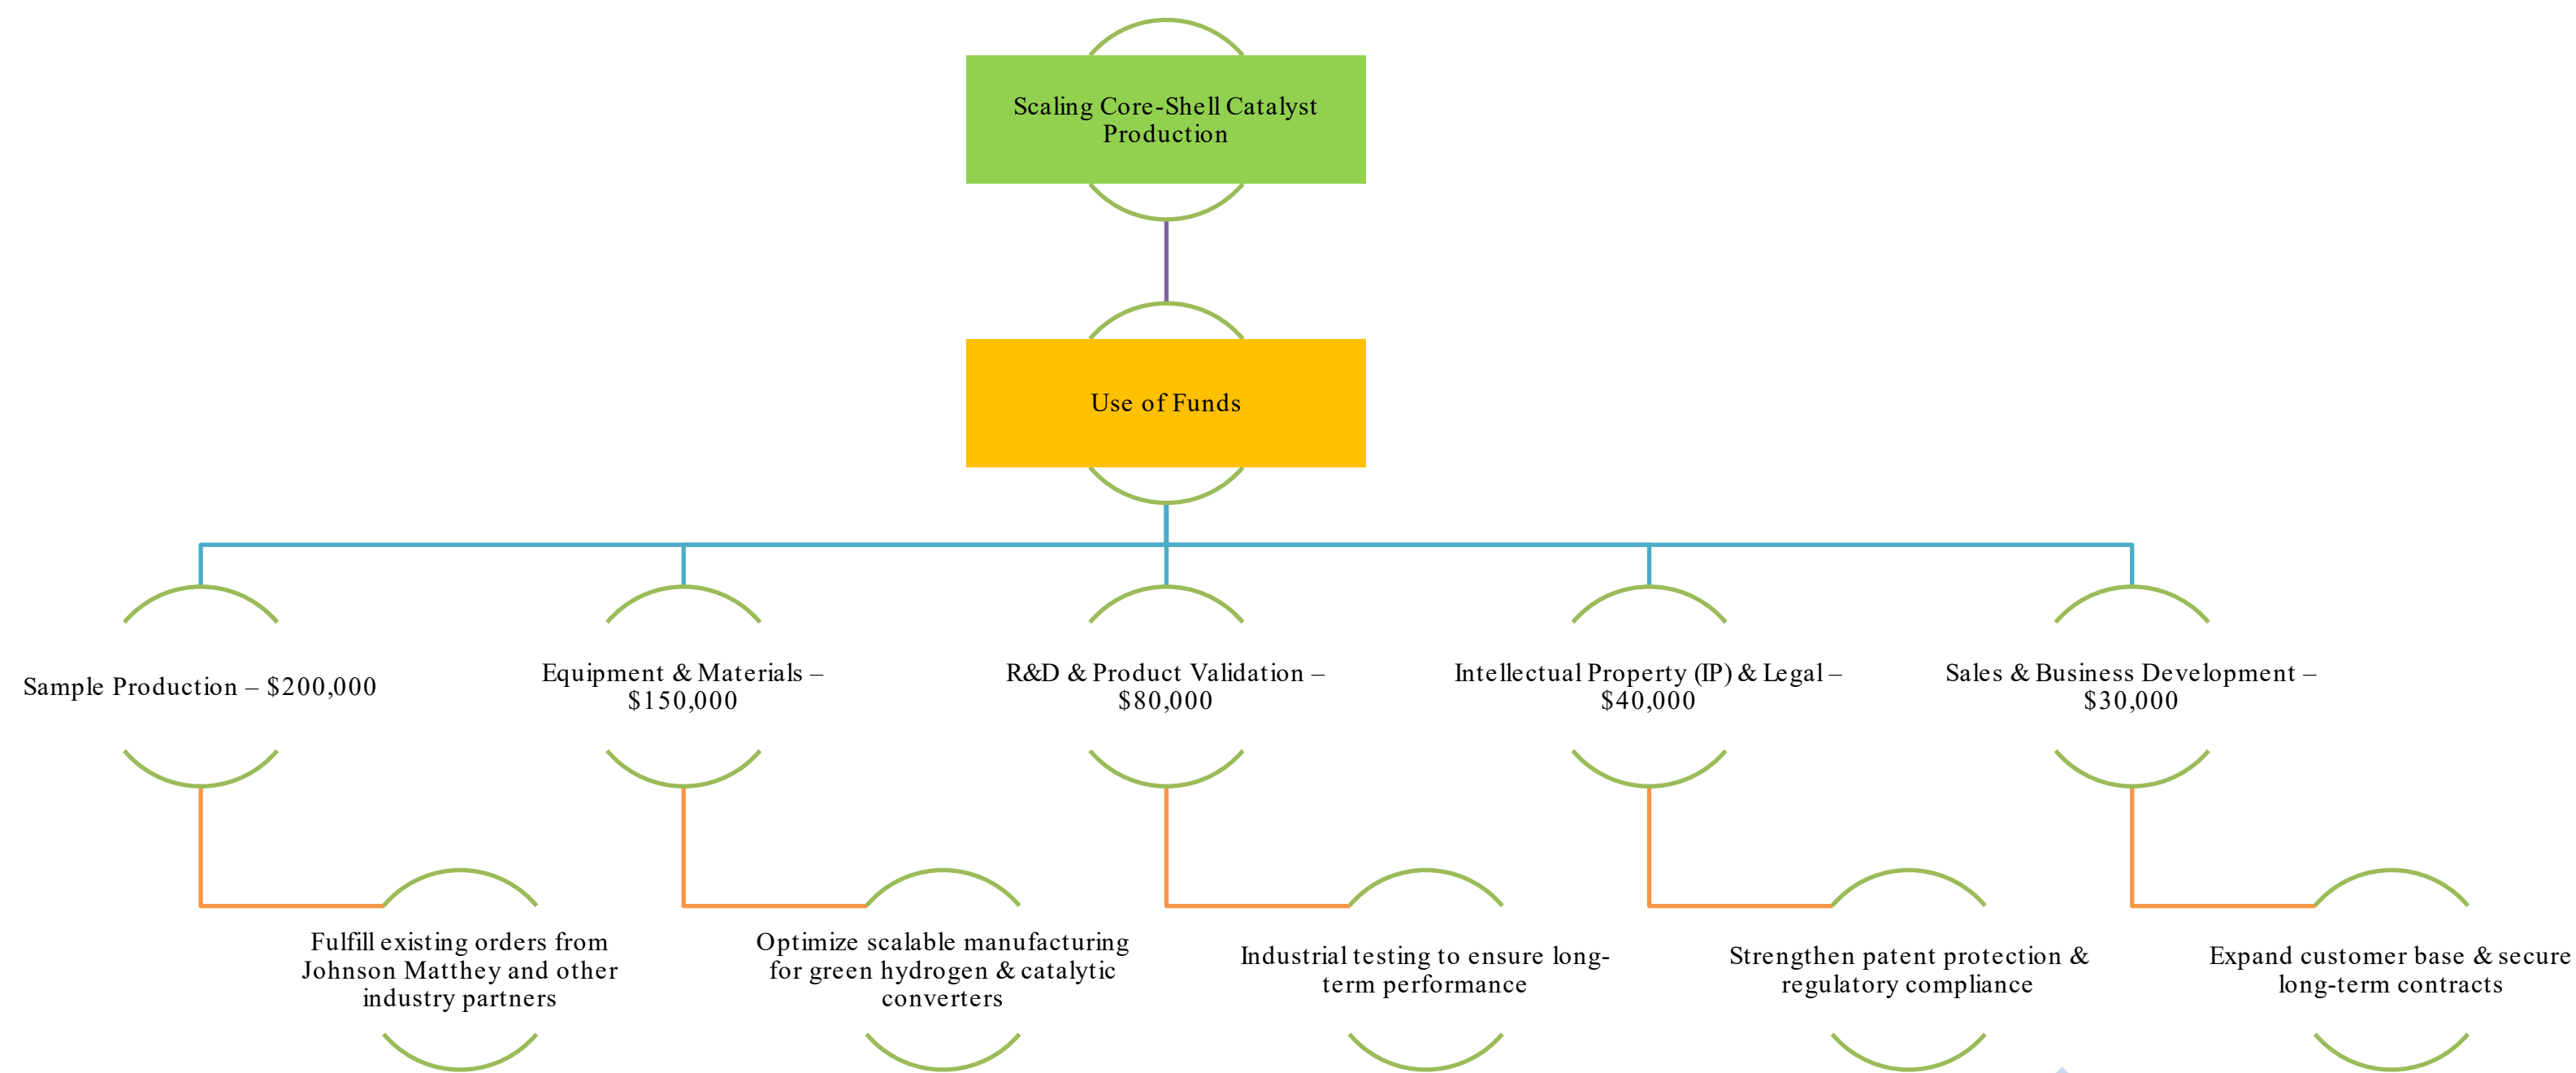 Scaling Core-Shell Catalyst
Production
Use of Funds
Sample Production – $200,000
Equipment & Materials –
$150,000
R&D & Product Validation –
$80,000
Intellectual Property (IP) & Legal –
$40,000
Sales & Business Development –
$30,000
Fulfill existing orders from
Johnson Matthey and other
industry partners
Optimize scalable manufacturing
for green hydrogen & catalytic
converters
Industrial testing to ensure long-
term performance
Strengthen patent protection &
regulatory compliance
Expand customer base & secure
long-term contracts